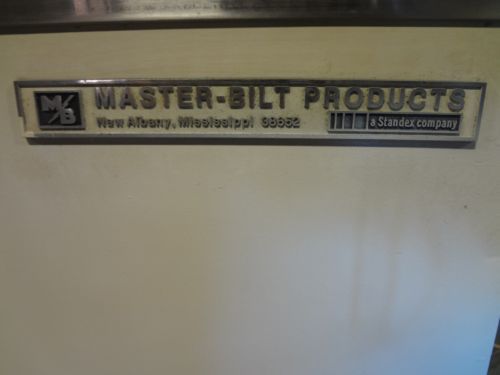 M/B MASTER-BILT PRODUCTS
New Albany, Mississippi 38652 a Standex company